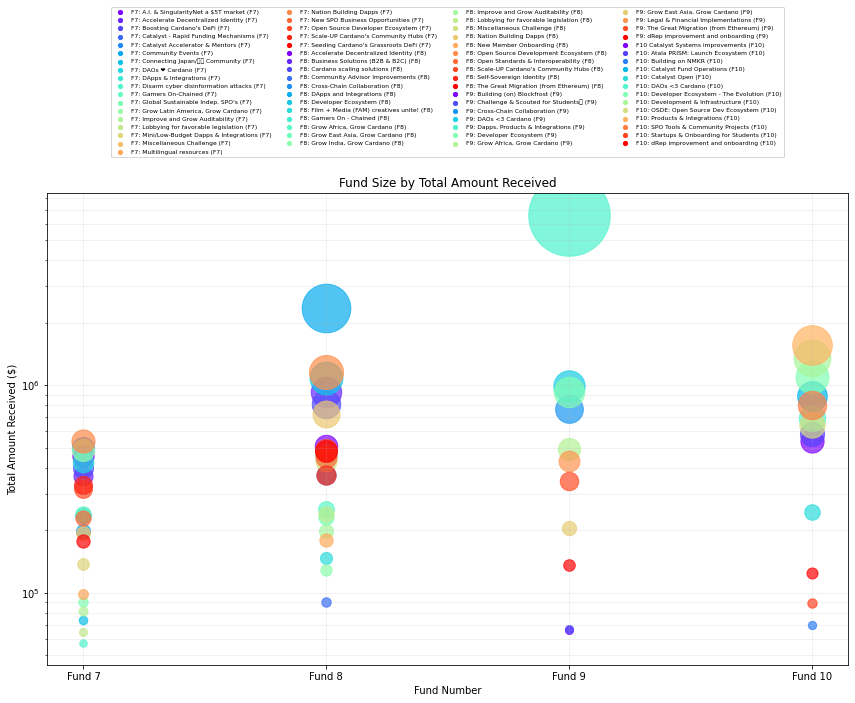 F7: A.I. & SingularityNet a $5T market (F7)
F7: Accelerate Decentralized Identity (F7)
F7: Boosting Cardano's DeFi (F7)
F7: Catalyst - Rapid Funding Mechanisms (F7)
F7: Catalyst Accelerator & Mentors (F7)
F7: Community Events (F7)
F7: Connecting Japan/▯▯ Community (F7)
F7: DAOs ❤ Cardano (F7)
F7: DApps & Integrations (F7)
F7: Disarm cyber disinformation attacks (F7)
F7: Gamers On-Chained (F7)
F7: Global Sustainable Indep. SPO's (F7)
F7: Grow Latin America, Grow Cardano (F7)
F7: Improve and Grow Auditability (F7)
F7: Lobbying for favorable legislation (F7)
F7: Mini/Low-Budget Dapps & Integrations (F7)
F7: Miscellaneous Challenge (F7)
F7: Multilingual resources (F7)
F7: Nation Building Dapps (F7)
F7: New SPO Business Opportunities (F7)
F7: Open Source Developer Ecosystem (F7)
F7: Scale-UP Cardano's Community Hubs (F7)
F7: Seeding Cardano's Grassroots DeFi (F7)
F8: Accelerate Decentralized Identity (F8)
F8: Business Solutions (B2B & B2C) (F8)
F8: Cardano scaling solutions (F8)
F8: Community Advisor Improvements (F8)
F8: Cross-Chain Collaboration (F8)
F8: DApps and Integrations (F8)
F8: Developer Ecosystem (F8)
F8: Film + Media (FAM) creatives unite! (F8)
F8: Gamers On - Chained (F8)
F8: Grow Africa, Grow Cardano (F8)
F8: Grow East Asia, Grow Cardano (F8)
F8: Grow India, Grow Cardano (F8)
F8: Improve and Grow Auditability (F8)
F8: Lobbying for favorable legislation (F8)
F8: Miscellaneous Challenge (F8)
F8: Nation Building Dapps (F8)
F8: New Member Onboarding (F8)
F8: Open Source Development Ecosystem (F8)
F8: Open Standards & Interoperability (F8)
F8: Scale-UP Cardano's Community Hubs (F8)
F8: Self-Sovereign Identity (F8)
F8: The Great Migration (from Ethereum) (F8)
F9: Building (on) Blockfrost (F9)
F9: Challenge & Scouted for Students▯ (F9)
F9: Cross-Chain Collaboration (F9)
F9: DAOs <3 Cardano (F9)
F9: Dapps, Products & Integrations (F9)
F9: Developer Ecosystem (F9)
F9: Grow Africa, Grow Cardano (F9)
F9: Grow East Asia, Grow Cardano (F9)
F9: Legal & Financial Implementations (F9)
F9: The Great Migration (from Ethereum) (F9)
F9: dRep improvement and onboarding (F9)
F10 Catalyst Systems improvements (F10)
F10: Atala PRISM: Launch Ecosystem (F10)
F10: Building on NMKR (F10)
F10: Catalyst Fund Operations (F10)
F10: Catalyst Open (F10)
F10: DAOs <3 Cardano (F10)
F10: Developer Ecosystem - The Evolution (F10)
F10: Development & Infrastructure (F10)
F10: OSDE: Open Source Dev Ecosystem (F10)
F10: Products & Integrations (F10)
F10: SPO Tools & Community Projects (F10)
F10: Startups & Onboarding for Students (F10)
F10: dRep improvement and onboarding (F10)
Fund Size by Total Amount Received
Total Amount Received ($)
10⁶
10⁵
Fund 7
Fund 8
Fund 9
Fund 10
Fund Number